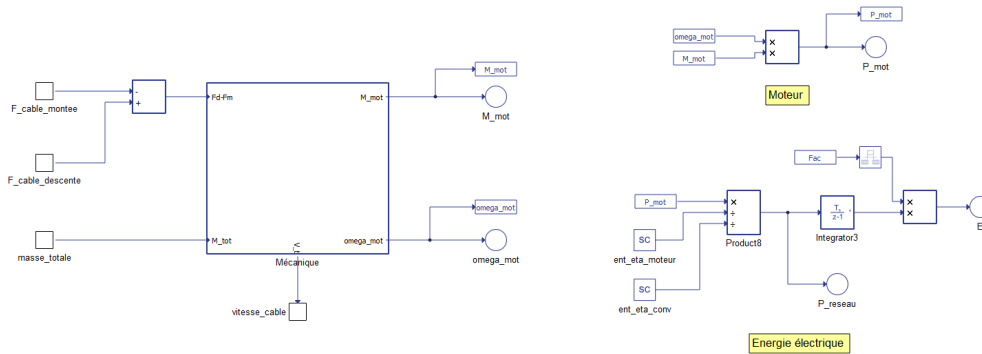 F_cable_montee
F_cable_descente
masse_totale
-
+
Fd-Fm
M_tot
M_mot
omega_mot
Mécanique
vitesse_cable
M_mot
M_mot
omega_mot
omega_mot
omega_mot
M_mot
×
×
P_mot
P_mot
Moteur
Fac
P_mot
SC
ent_eta_moteur
SC
ent_eta_conv
×
÷
÷
Product8
z-1
Integrator3
×
×
P_reseau
E
Energie électrique